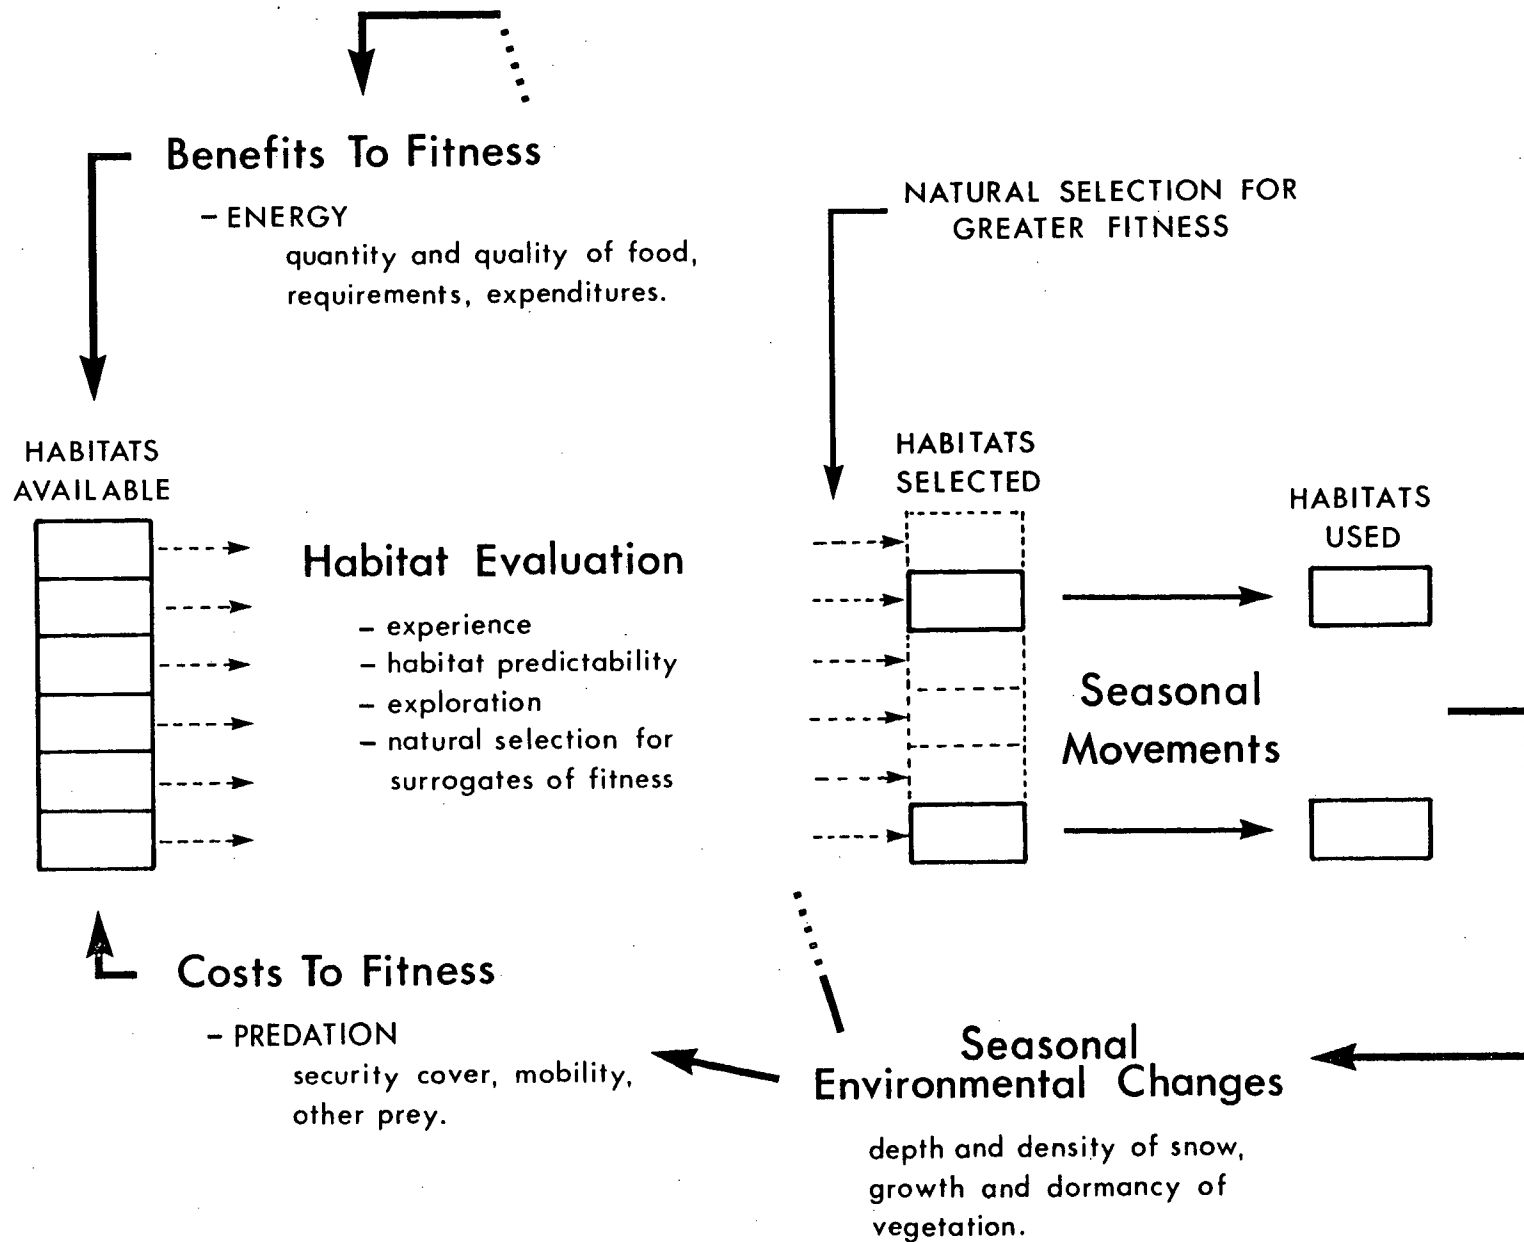 Benefits To Fitness
– ENERGY
quantity and quality of food,
requirements, expenditures.
NATURAL SELECTION FOR
GREATER FITNESS
HABITATS
AVAILABLE
Habitat Evaluation
– experience
– habitat predictability
– exploration
– natural selection for
surrogates of fitness
HABITATS
SELECTED
HABITATS
USED
Seasonal
Movements
Costs To Fitness
– PREDATION
security cover, mobility,
other prey.
Seasonal
Environmental Changes
depth and density of snow,
growth and dormancy of
vegetation.